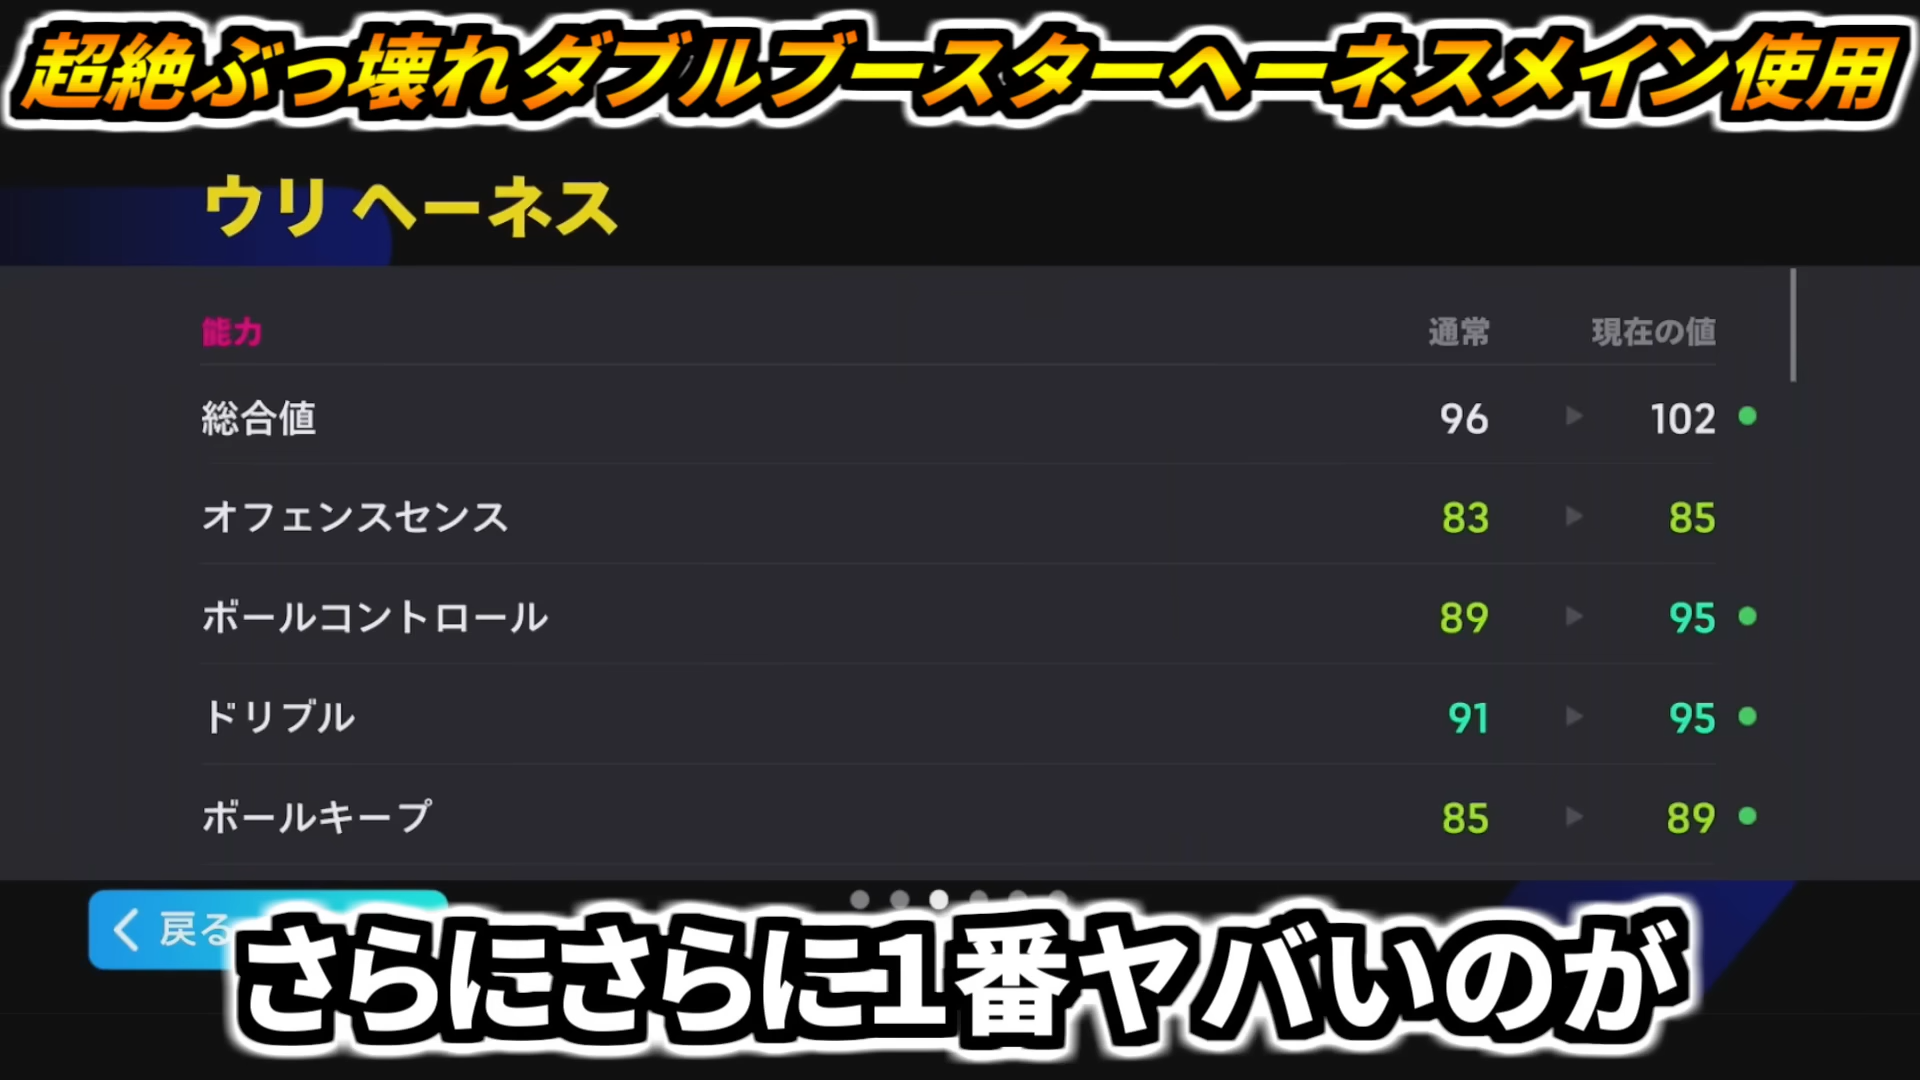 超絶ぶっ壊れダブルブースターヘーネスメイン使用
ウリ ヘーネス
能力 通常 現在の値
総合値 96 102
オフェンスセンス 83 85
ボールコントロール 89 95
ドリブル 91 95
ボールキープ 85 89
戻る
さらにさらに1番ヤバいのが